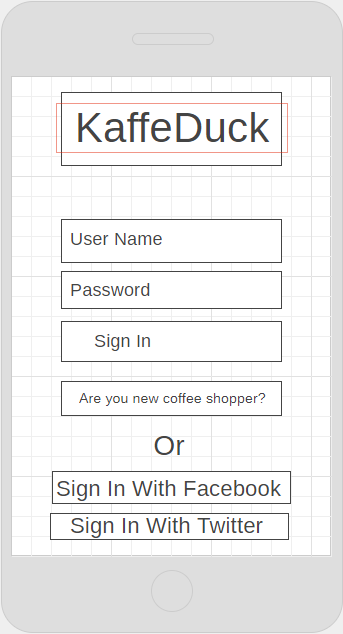 KaffeDuck
User Name
Password
Sign In
Are you new coffee shopper?
Or
Sign In With Facebook
Sign In With Twitter